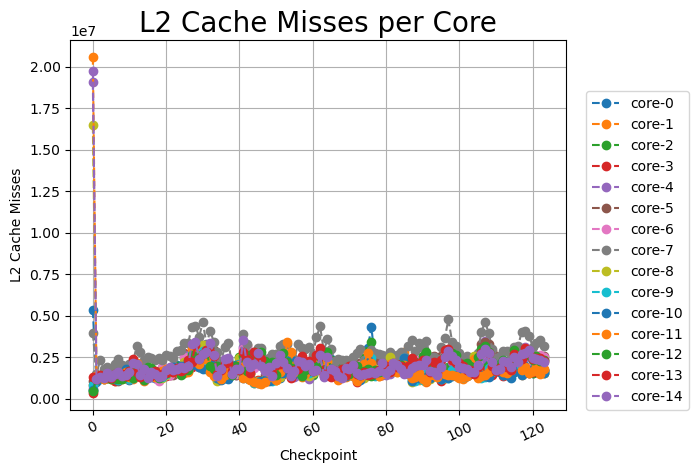 L2 Cache Misses per Core
1e7
2.00
1.75
1.50
1.25
1.00
0.75
0.50
0.25
0.00
L2 Cache Misses
0 20 40 60 80 100 120
Checkpoint
core-0
core-1
core-2
core-3
core-4
core-5
core-6
core-7
core-8
core-9
core-10
core-11
core-12
core-13
core-14